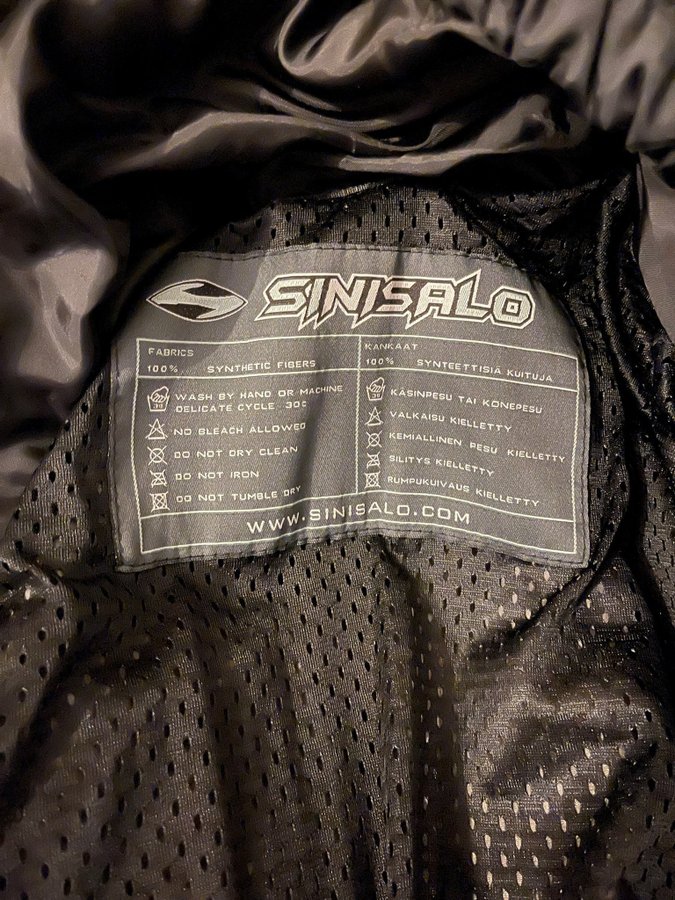 SINISALO
FABRICS
100% SYNTHETIC FIBERS
WASH BY HAND OR MACHINE
DELICATE CYCLE. 30C
NO BLEACH ALLOWED
DO NOT DRY CLEAN
DO NOT IRON
DO NOT TUMBLE DRY
KANKAAT
100% SYNTEETTISIÄ KUITUJA
KÄSINPESU TAI KONEPESU
VALKAISU KIELLETTY
KEMIALLINEN PESU KIELLETTY
SILITYS KIELLETTY
RUMPUKUIVAUS KIELLETTY
WWW.SINISALO.COM